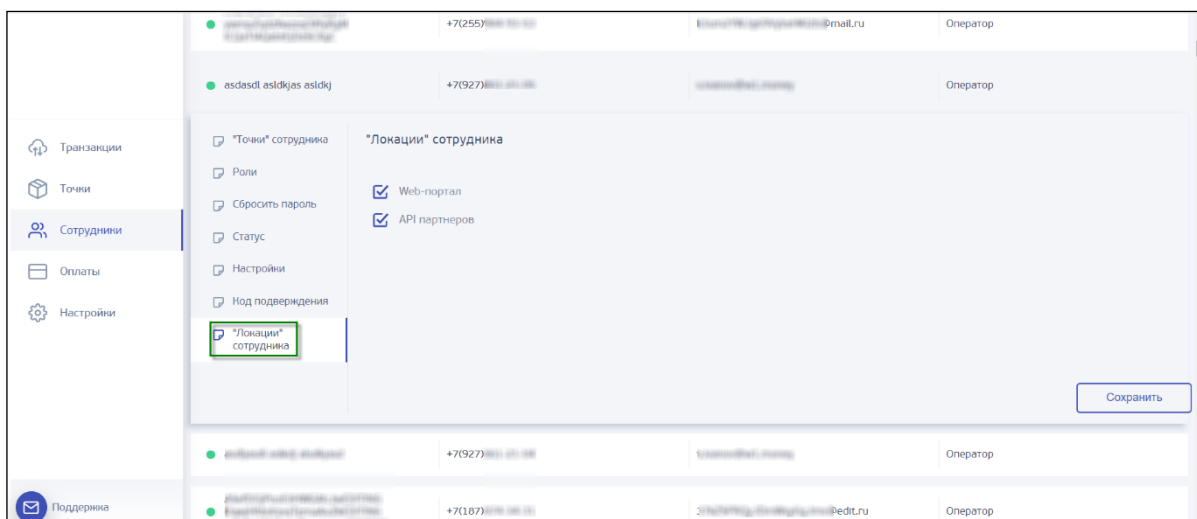 +7(255)
mail.ru
Оператор
asdasdl asldkjas asldkj
+7(927)
Оператор
Транзакции
Точки
Сотрудники
Оплаты
Настройки
"Точки" сотрудника
Роли
Сбросить пароль
Статус
Настройки
Код подверждения
"Локации"
сотрудника
"Локации" сотрудника
Web-портал
API партнеров
Сохранить
+7(927)
Оператор
Поддержка
+7(187)
edit.ru
Оператор